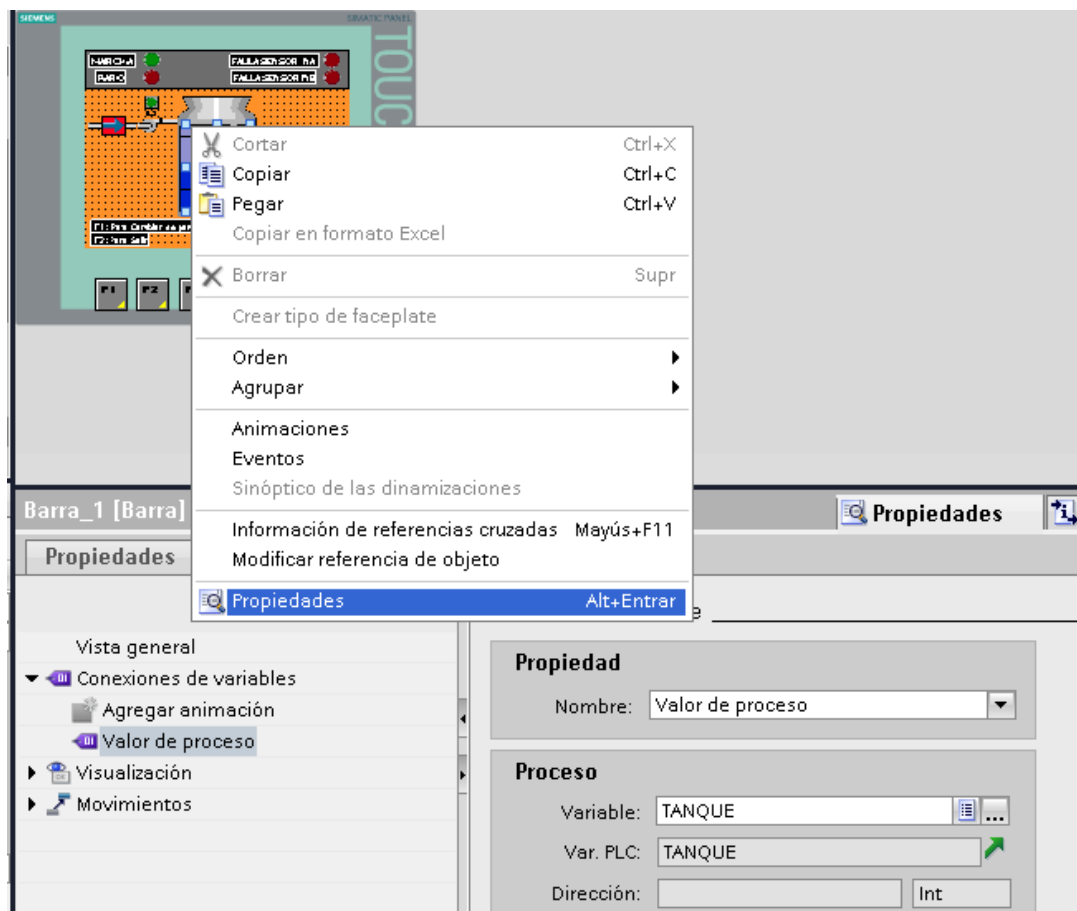 SIEMENS
SIMATIC PANEL
TOUC
MARCHA
FALLA SENSOR NA
PARO
FALLA SENSOR NB
F2: Para Salir
F1
F2
Cortar Ctrl+X
Copiar Ctrl+C
Pegar Ctrl+V
Copiar en formato Excel
Borrar Supr
Crear tipo de faceplate
Orden
Agrupar
Animaciones
Eventos
Sinóptico de las dinamizaciones
Información de referencias cruzadas Mayús+F11
Modificar referencia de objeto
Propiedades Alt+Entrar
Barra_1 [Barra]
Propiedades
Propiedades
Vista general
Conexiones de variables
Agregar animación
Valor de proceso
Visualización
Movimientos
Propiedad
Nombre: Valor de proceso
Proceso
Variable: TANQUE
Var. PLC: TANQUE
Dirección: Int